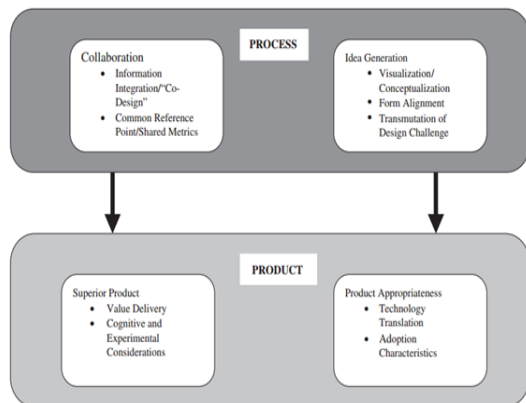 PROCESS
Collaboration
• Information
Integration/"Co-
Design"
• Common Reference
Point/Shared Metrics
Idea Generation
• Visualization/
Conceptualization
• Form Alignment
• Transmutation of
Design Challenge
PRODUCT
Superior Product
• Value Delivery
• Cognitive and
Experimental
Considerations
Product Appropriateness
• Technology
Translation
• Adoption
Characteristics